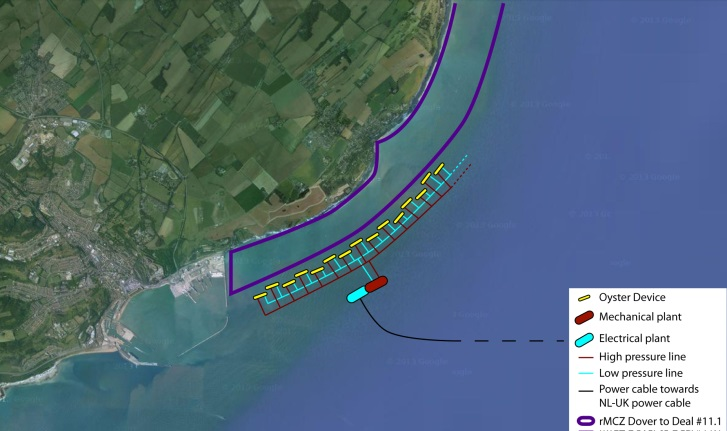 Oyster Device
Mechanical plant
Electrical plant
High pressure line
Low pressure line
Power cable towards
NL-UK power cable
rMCZ Dover to Deal #11.1